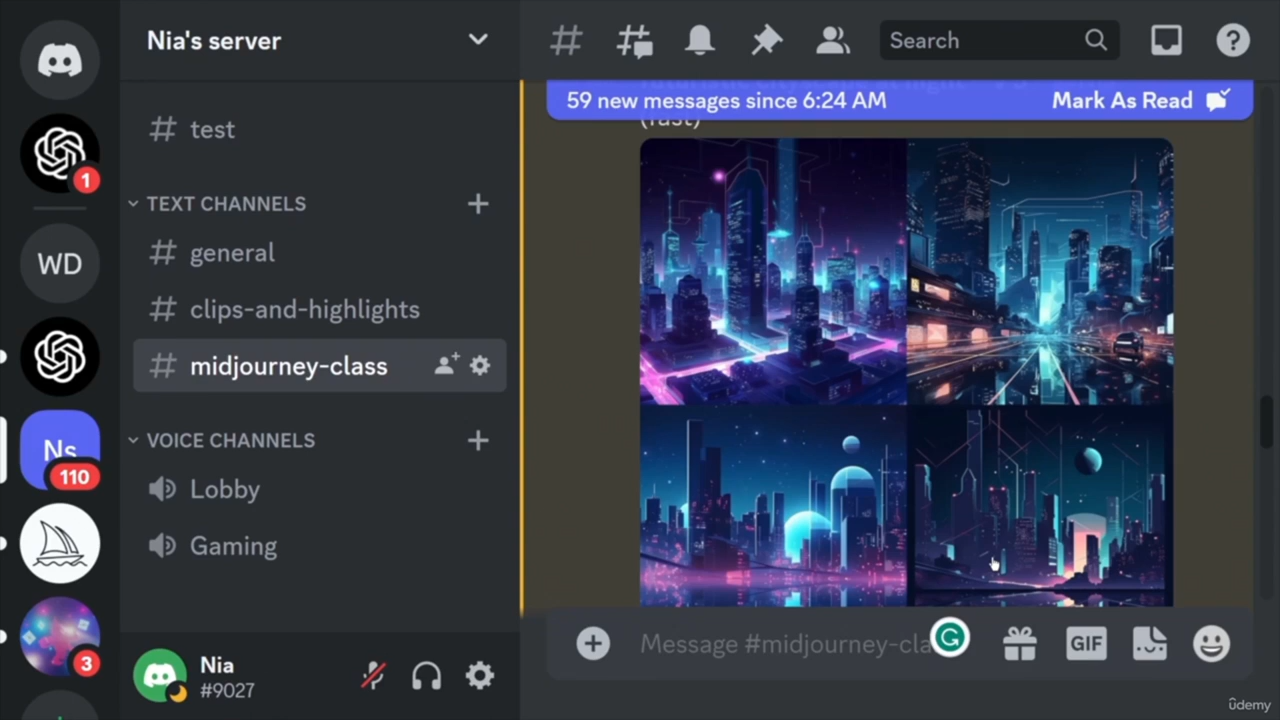 Nia's server
Search
test
59 new messages since 6:24 AM
Mark As Read
(fast)
1
TEXT CHANNELS
general
WD
clips-and-highlights
midjourney-class
Ns
110
VOICE CHANNELS
Lobby
Gaming
3
Nia
#9027
Message #midjourney-cla
GIF
ûdemy